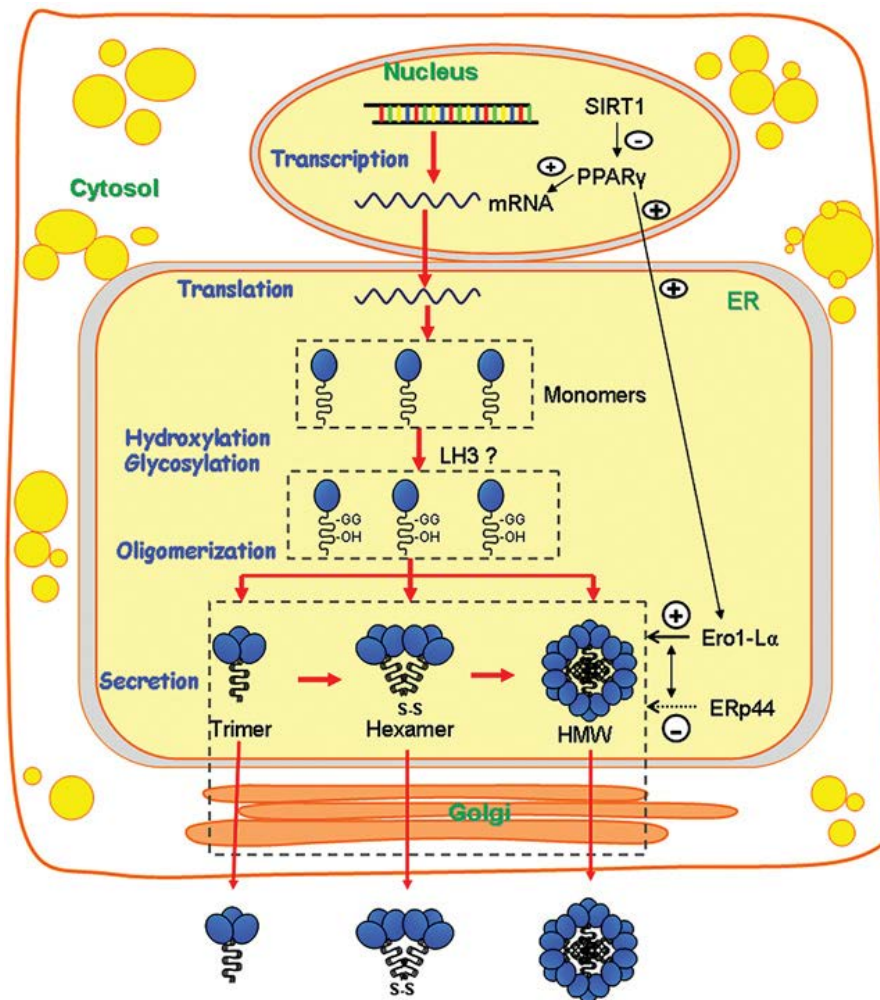 Nucleus
SIRT1
-
Transcription
+
PPARγ
Cytosol
mRNA
+
Translation
+
ER
Monomers
Hydroxylation
Glycosylation
LH3 ?
-GG -GG -GG
-OH -OH -OH
Oligomerization
+
Ero1-Lα
Secretion
S-S
ERp44
Trimer
Hexamer
HMW
-
Golgi
S-S